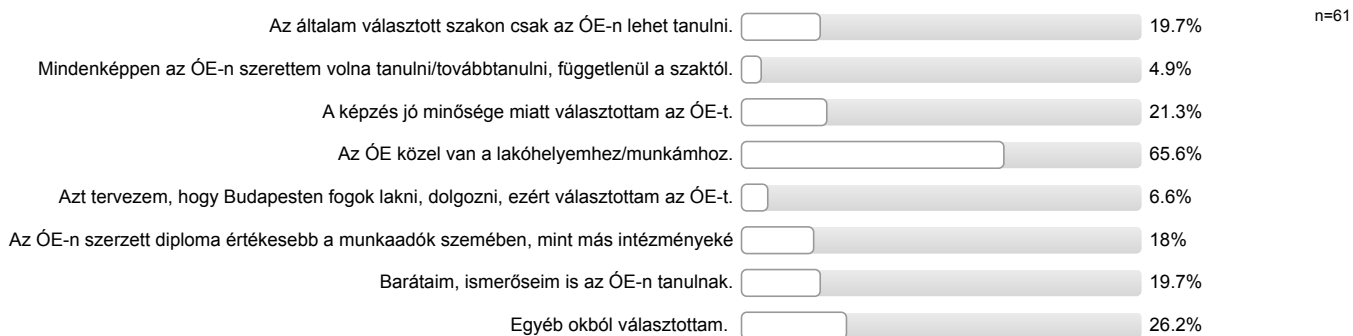 n=61
Az általam választott szakon csak az ÓE-n lehet tanulni. 19.7%
Mindenképpen az ÓE-n szerettem volna tanulni/továbbtanulni, függetlenül a szaktól. 4.9%
A képzés jó minősége miatt választottam az ÓE-t. 21.3%
Az ÓE közel van a lakóhelyemhez/munkámhoz. 65.6%
Azt tervezem, hogy Budapesten fogok lakni, dolgozni, ezért választottam az ÓE-t. 6.6%
Az ÓE-n szerzett diploma értékesebb a munkaadók szemében, mint más intézményeké 18%
Barátaim, ismerőseim is az ÓE-n tanulnak. 19.7%
Egyéb okból választottam. 26.2%